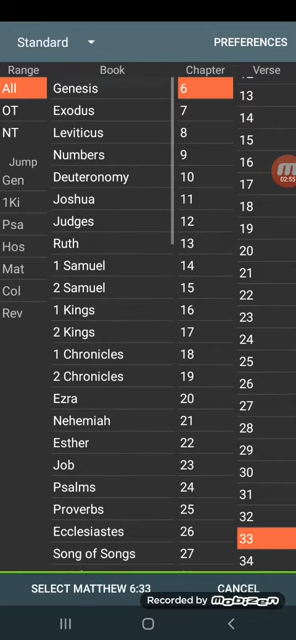 Standard PREFERENCES
Range Book Chapter Verse
All Genesis 6
OT Exodus 7 13
NT Leviticus 8 14
Numbers 9 15
Jump Deuteronomy 10 16
Gen Joshua 11 17
1Ki Judges 12 18
Psa Ruth 13 19
Hos 1 Samuel 14 20
Mat 2 Samuel 15 21
Col 1 Kings 16 22
Rev 2 Kings 17 23
1 Chronicles 18 24
2 Chronicles 19 25
Ezra 20 26
Nehemiah 21 27
Esther 22 28
Job 23 29
Psalms 24 30
Proverbs 25 31
Ecclesiastes 26 32
Song of Songs 27 33
34
02:55
SELECT MATTHEW 6:33 CANCEL
Recorded by mobizen